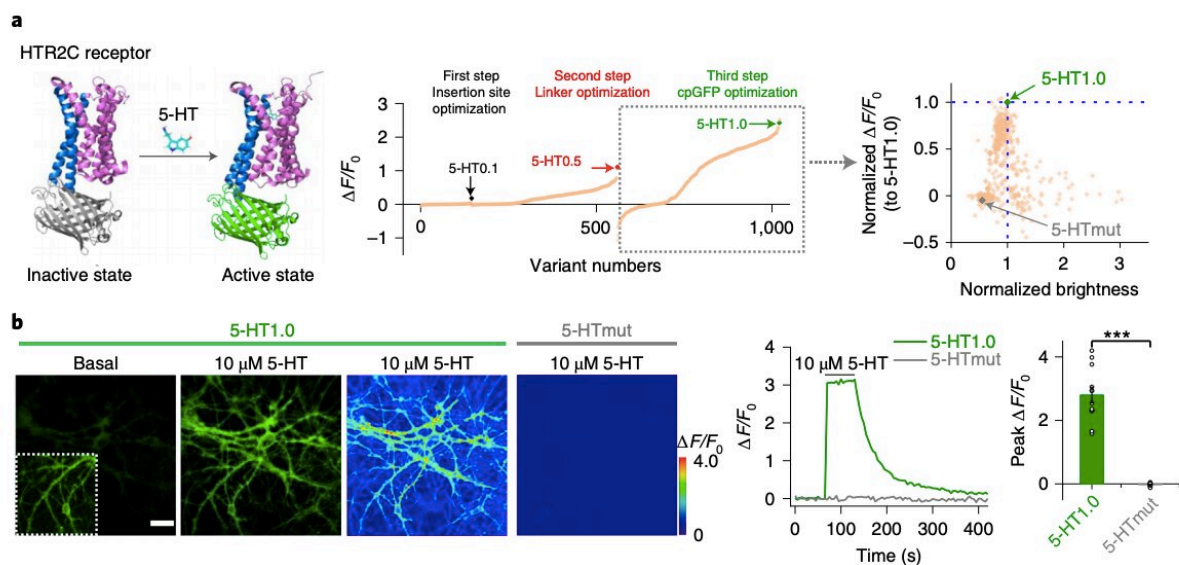 a
HTR2C receptor
5-HT
Inactive state
Active state
First step
Insertion site
optimization
Second step
Linker optimization
Third step
cpGFP optimization
5-HT0.1
5-HT0.5
5-HT1.0
ΔF/F0
3
2
1
0
–1
0
500
1,000
Variant numbers
5-HT1.0
Normalized ΔF/F0
(to 5-HT1.0)
1.0
0.5
0
–0.5
5-HTmut
0
1
2
3
Normalized brightness
b
5-HT1.0
5-HTmut
Basal
10 μM 5-HT
10 μM 5-HT
10 μM 5-HT
ΔF/F0
4.0
0
5-HT1.0
5-HTmut
10 μM 5-HT
ΔF/F0
4
3
2
1
0
0
100
200
300
400
Time (s)
***
Peak ΔF/F0
4
2
0
5-HT1.0
5-HTmut